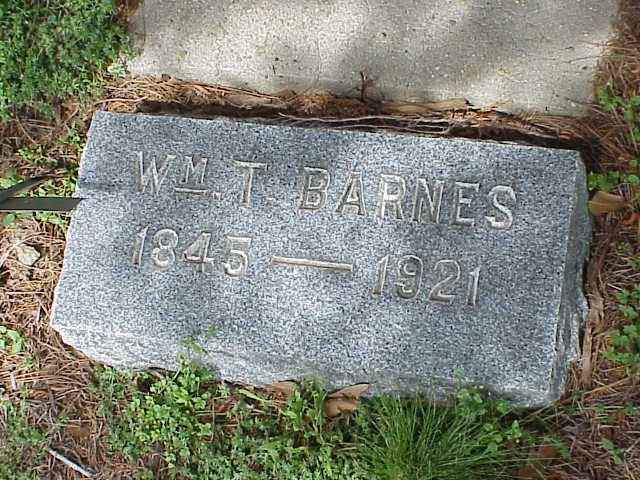 WM. T. BARNES
1845 — 1921